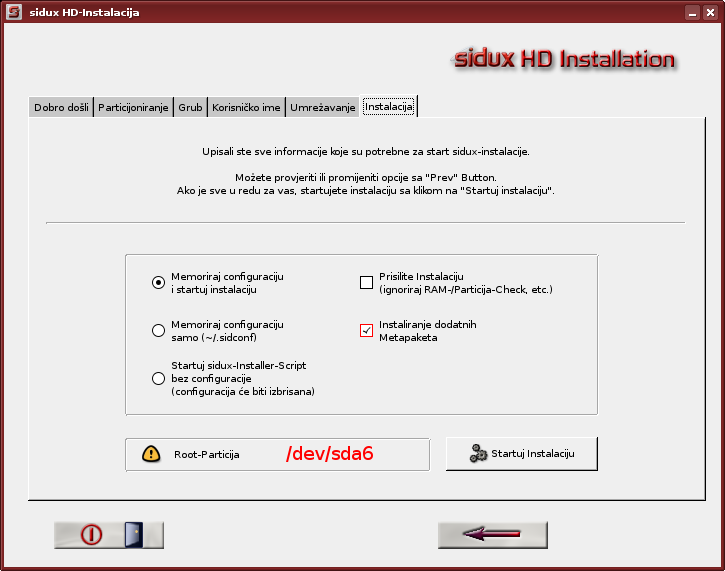 sidux HD-Instalacija
sidux HD Installation
Dobro došli
Particijoniranje
Grub
Korisničko ime
Umrežavanje
Instalacija
Upisali ste sve informacije koje su potrebne za start sidux-instalacije.
Možete provjeriti ili promijeniti opcije sa "Prev" Button.
Ako je sve u redu za vas, startujete instalaciju sa klikom na "Startuj instalaciju".
Memoriraj configuraciju
i startuj instalaciju
Prisilite Instalaciju
(ignoriraj RAM-/Particija-Check, etc.)
Memoriraj configuraciju
samo (~/.sidconf)
Instaliranje dodatnih
Metapaketa
Startuj sidux-Installer-Script
bez configuracije
(configuracija će biti izbrisana)
Root-Particija
/dev/sda6
Startuj Instalaciju